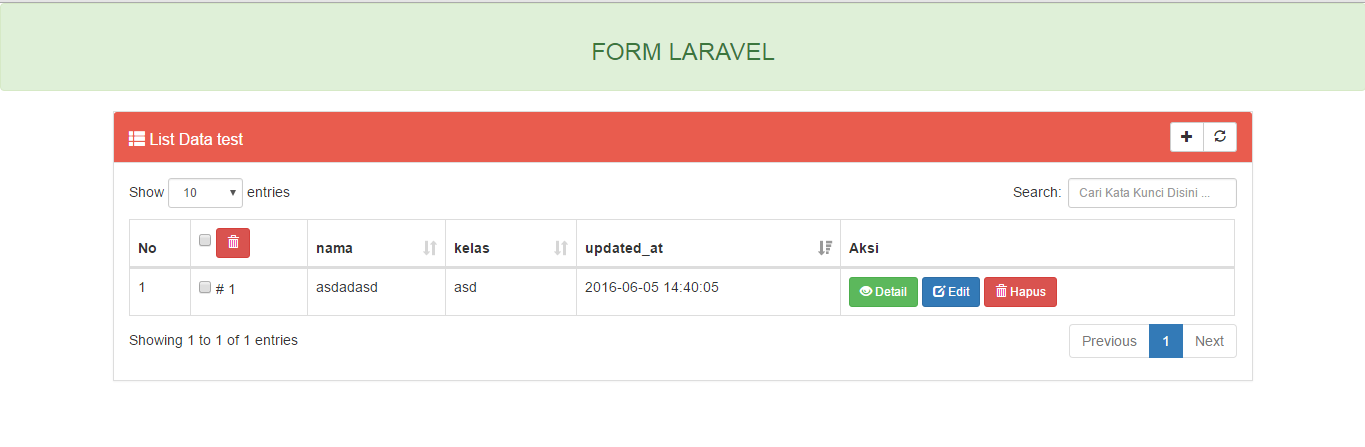 FORM LARAVEL
List Data test
Show 10 entries Search: Cari Kata Kunci Disini ...
No nama kelas updated_at Aksi
1 # 1 asdadasd asd 2016-06-05 14:40:05 Detail Edit Hapus
Showing 1 to 1 of 1 entries Previous 1 Next